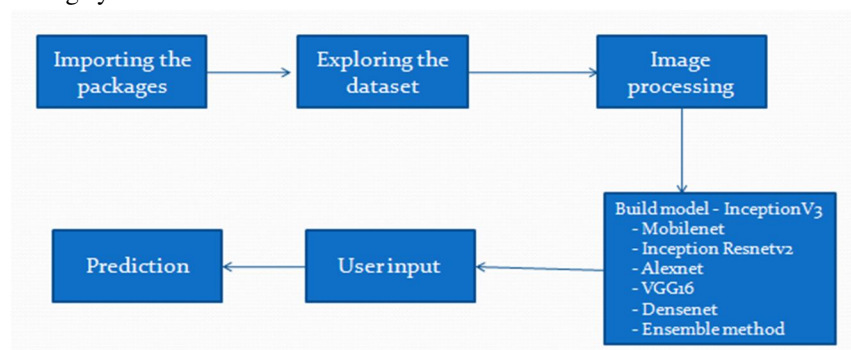 Importing the
packages
Exploring the
dataset
Image
processing
Build model - InceptionV3
- Mobilenet
- Inception Resnetv2
- Alexnet
- VGG16
- Densenet
- Ensemble method
User input
Prediction